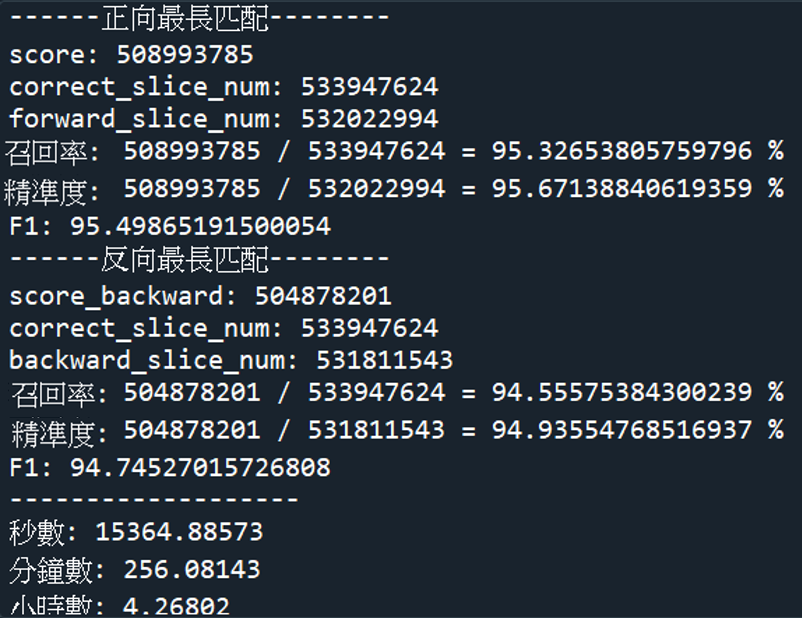 ------正向最長匹配--------
score: 508993785
correct_slice_num: 533947624
forward_slice_num: 532022994
召回率: 508993785 / 533947624 = 95.32653805759796 %
精準度: 508993785 / 532022994 = 95.67138840619359 %
F1: 95.49865191500054
------反向最長匹配--------
score_backward: 504878201
correct_slice_num: 533947624
backward_slice_num: 531811543
召回率: 504878201 / 533947624 = 94.55575384300239 %
精準度: 504878201 / 531811543 = 94.93554768516937 %
F1: 94.74527015726808
-------------------
秒數: 15364.88573
分鐘數: 256.08143
小時數: 4.26802